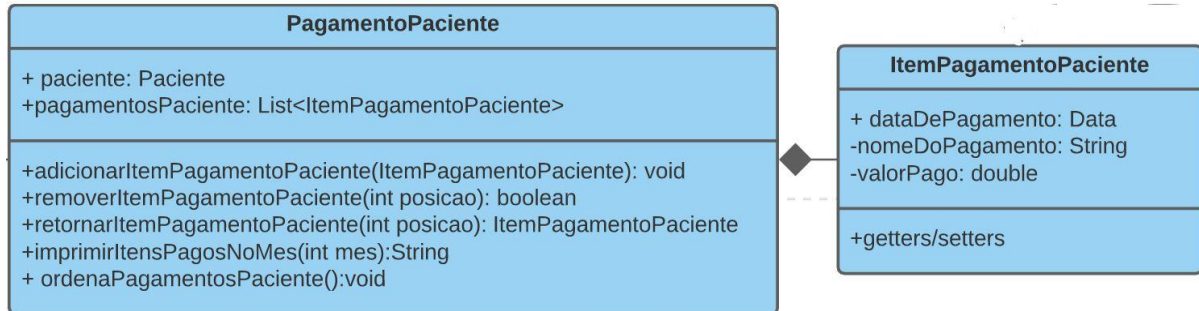 PagamentoPaciente
+ paciente: Paciente
+pagamentosPaciente: List<ItemPagamentoPaciente>
+adicionarItemPagamentoPaciente(ItemPagamentoPaciente): void
+removerItemPagamentoPaciente(int posicao): boolean
+retornarItemPagamentoPaciente(int posicao): ItemPagamentoPaciente
+imprimirItensPagosNoMes(int mes):String
+ ordenaPagamentosPaciente():void
ItemPagamentoPaciente
+ dataDePagamento: Data
-nomeDoPagamento: String
-valorPago: double
+getters/setters